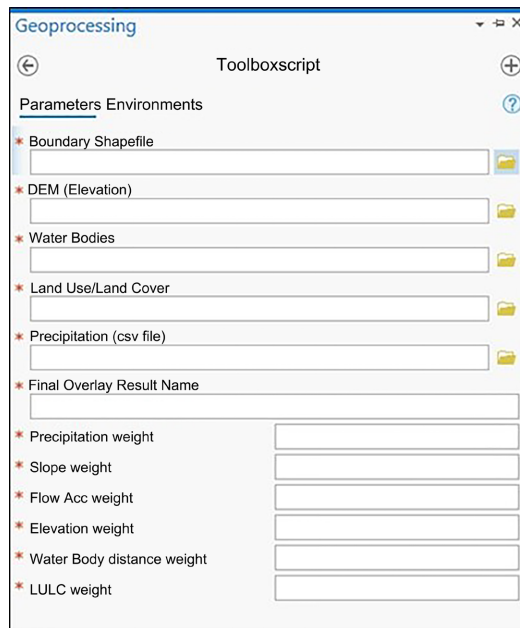 Geoprocessing
Toolboxscript
Parameters Environments
* Boundary Shapefile
* DEM (Elevation)
* Water Bodies
* Land Use/Land Cover
* Precipitation (csv file)
* Final Overlay Result Name
* Precipitation weight
* Slope weight
* Flow Acc weight
* Elevation weight
* Water Body distance weight
* LULC weight